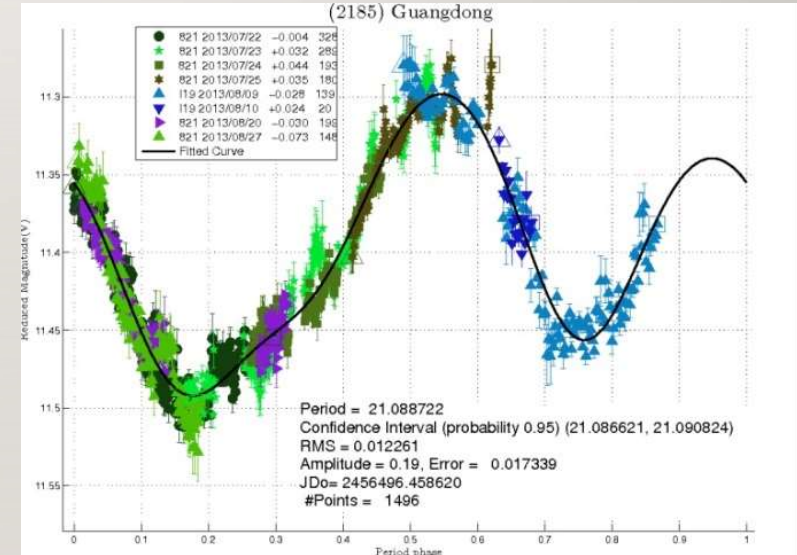 (2185) Guangdong
821 2013/07/22 −0.004 328
821 2013/07/23 +0.032 289
821 2013/07/24 +0.044 193
821 2013/07/25 +0.035 180
I19 2013/08/09 −0.028 139
I19 2013/08/10 +0.024 20
821 2013/08/20 −0.030 199
821 2013/08/27 −0.073 148
Fitted Curve
11.3
11.35
11.4
11.45
11.5
11.55
Reduced Magnitude(V)
Period = 21.088722
Confidence Interval (probability 0.95) (21.086621, 21.090824)
RMS = 0.012261
Amplitude = 0.19, Error = 0.017339
JDo= 2456496.458620
#Points = 1496
0 0.1 0.2 0.3 0.4 0.5 0.6 0.7 0.8 0.9 1
Period phase